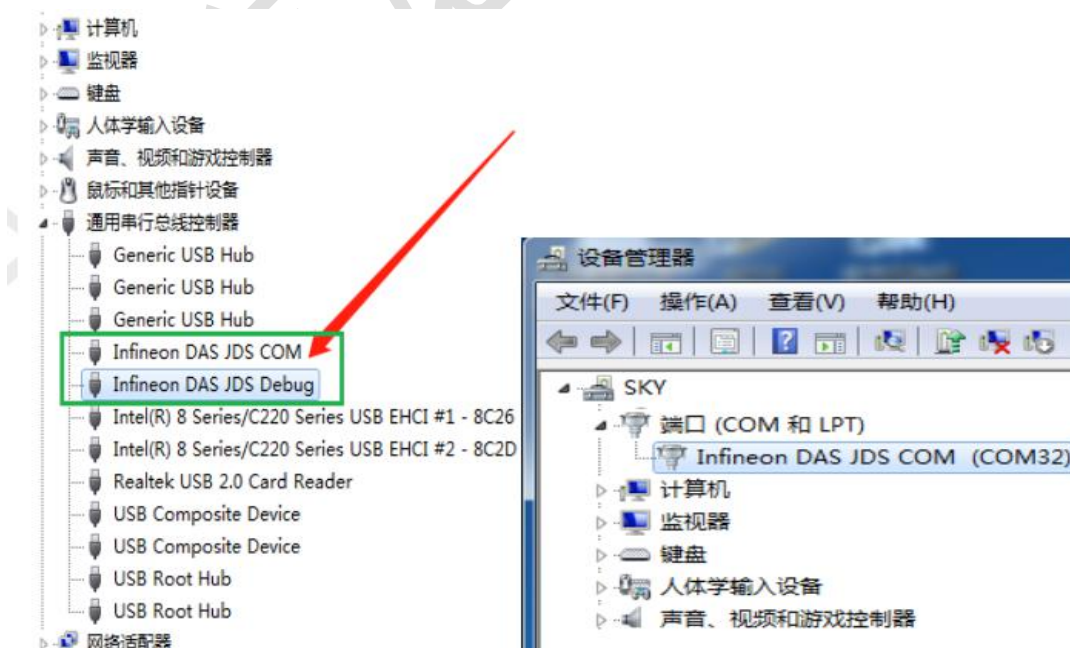 计算机
监视器
键盘
人体学输入设备
声音、视频和游戏控制器
鼠标和其他指针设备
通用串行总线控制器
Generic USB Hub
Generic USB Hub
Generic USB Hub
Infineon DAS JDS COM
Infineon DAS JDS Debug
Intel(R) 8 Series/C220 Series USB EHCI #1 - 8C26
Intel(R) 8 Series/C220 Series USB EHCI #2 - 8C2D
Realtek USB 2.0 Card Reader
USB Composite Device
USB Composite Device
USB Root Hub
USB Root Hub
网络适配器
设备管理器
文件(F) 操作(A) 查看(V) 帮助(H)
SKY
端口 (COM 和 LPT)
Infineon DAS JDS COM (COM32)
计算机
监视器
键盘
人体学输入设备
声音、视频和游戏控制器